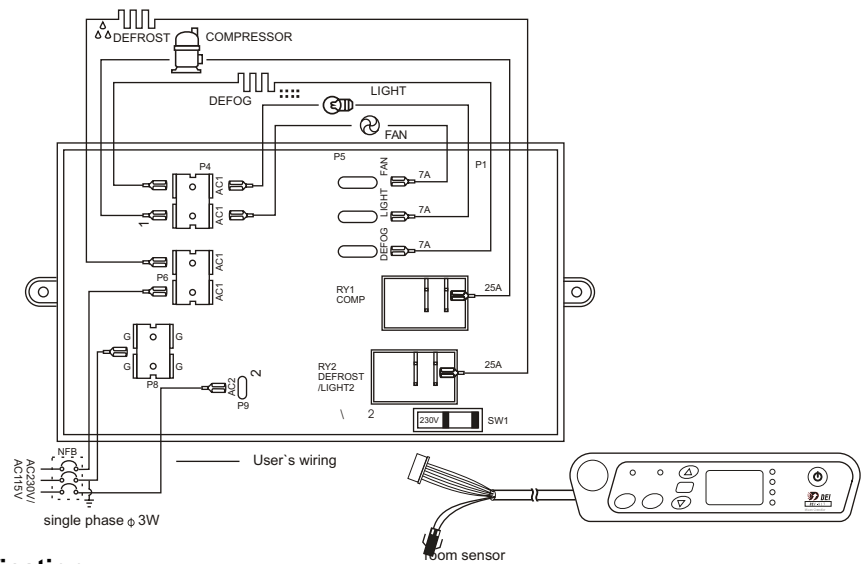 DEFROST
COMPRESSOR
DEFOG
LIGHT
FAN
P4
AC1
AC1
1
P5
FAN
7A
P1
LIGHT
7A
DEFOG
7A
P6
AC1
AC1
RY1
COMP
25A
G
G
G
G
P8
AC2
2
P9
RY2
DEFROST
/LIGHT2
25A
\ 2
230V
SW1
NFB
AC230V/
AC115V
User`s wiring
single phase ϕ 3W
room sensor
DEI